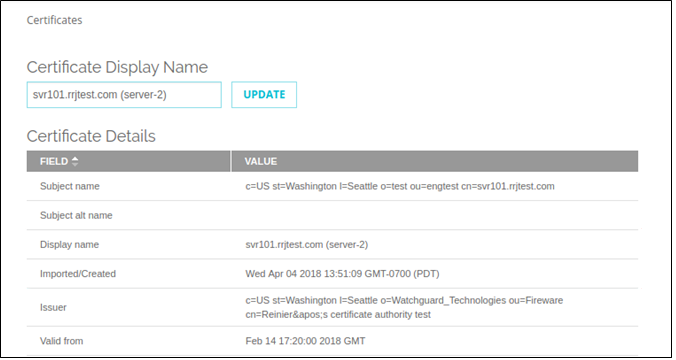 Certificates
Certificate Display Name
svr101.rrjtest.com (server-2)
UPDATE
Certificate Details
FIELD VALUE
Subject name c=US st=Washington l=Seattle o=test ou=engtest cn=svr101.rrjtest.com
Subject alt name
Display name svr101.rrjtest.com (server-2)
Imported/Created Wed Apr 04 2018 13:51:09 GMT-0700 (PDT)
Issuer c=US st=Washington l=Seattle o=Watchguard_Technologies ou=Fireware
cn=Reinier&apos;s certificate authority test
Valid from Feb 14 17:20:00 2018 GMT